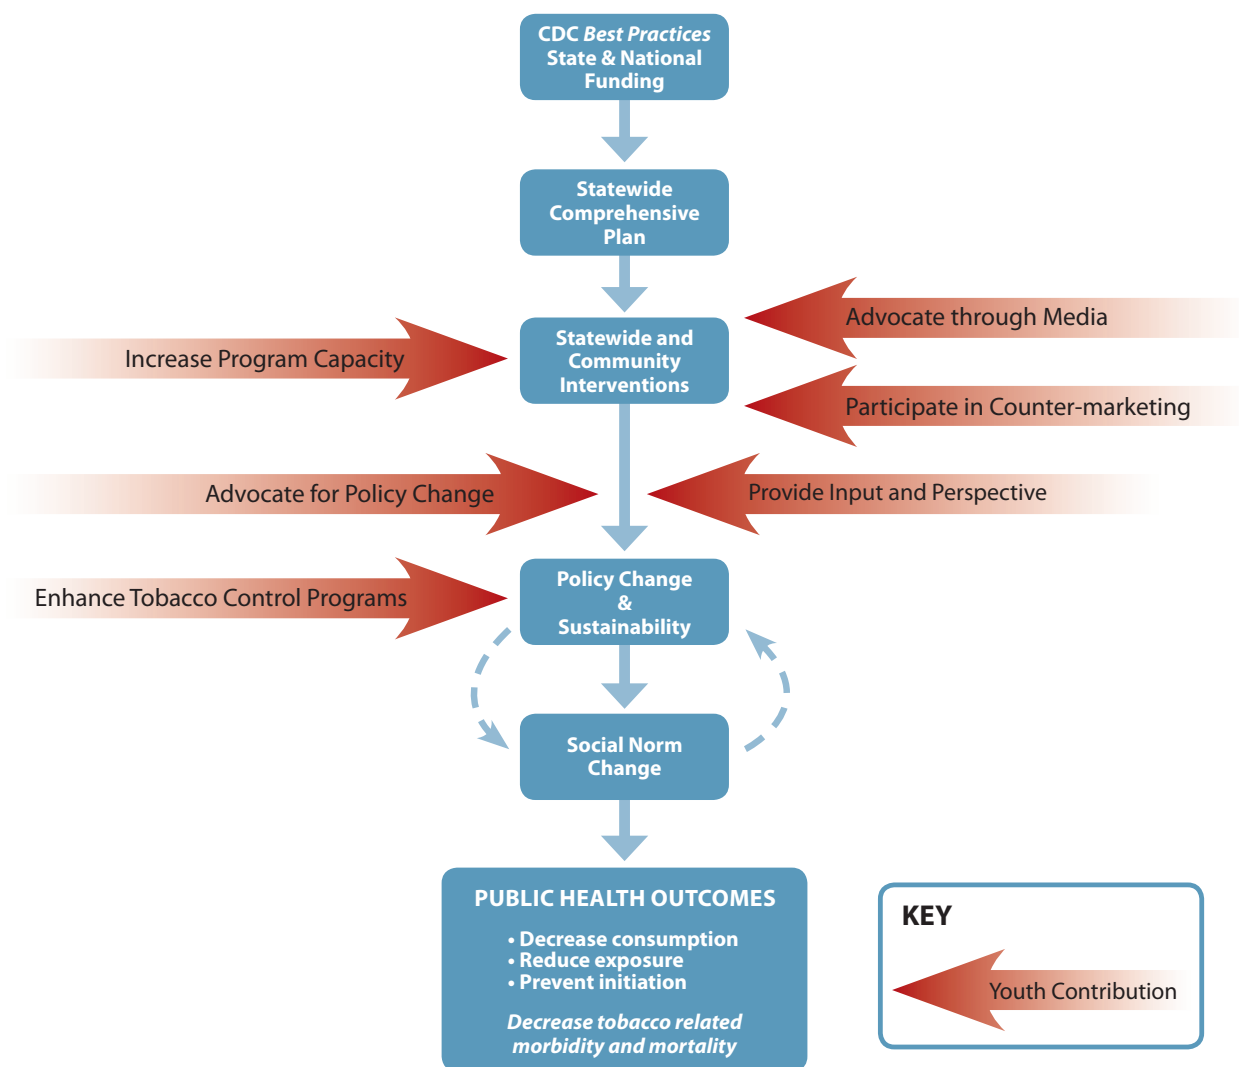 CDC Best Practices
State & National
Funding
Statewide
Comprehensive
Plan
Statewide and
Community
Interventions
Increase Program Capacity
Advocate through Media
Participate in Counter-marketing
Advocate for Policy Change
Provide Input and Perspective
Policy Change
&
Sustainability
Enhance Tobacco Control Programs
Social Norm
Change
PUBLIC HEALTH OUTCOMES
• Decrease consumption
• Reduce exposure
• Prevent initiation
Decrease tobacco related
morbidity and mortality
KEY
Youth Contribution